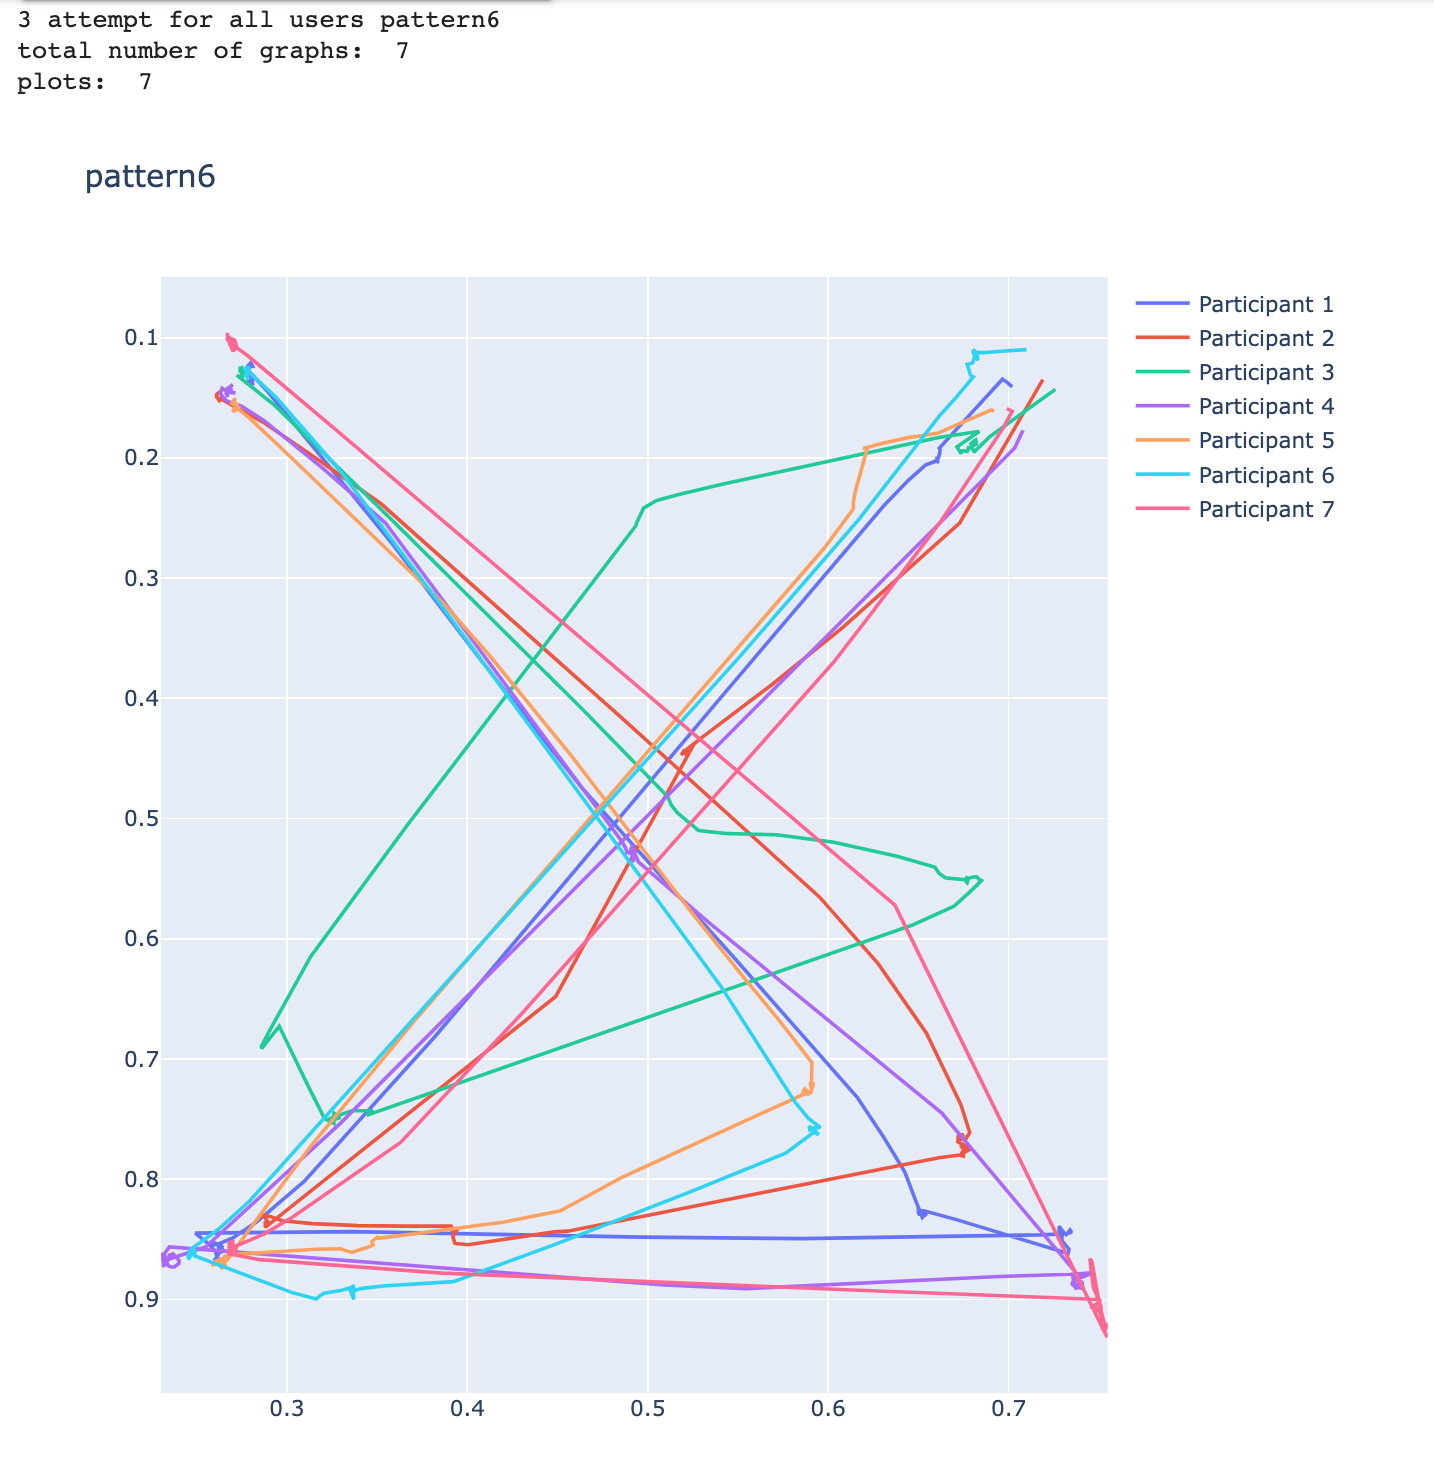 3 attempt for all users pattern6
total number of graphs:  7
plots:  7
pattern6
Participant 1
Participant 2
Participant 3
Participant 4
Participant 5
Participant 6
Participant 7
0.1
0.2
0.3
0.4
0.5
0.6
0.7
0.8
0.9
0.3 0.4 0.5 0.6 0.7